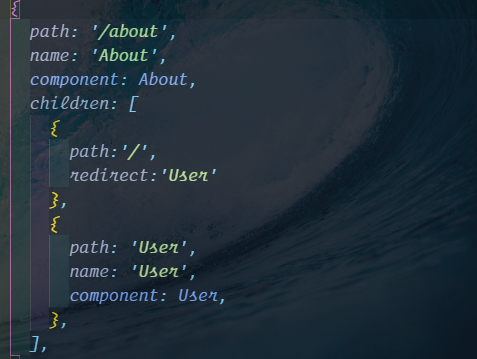 {
path: '/about',
name: 'About',
component: About,
children: [
{
path:'/',
redirect:'User'
},
{
path: 'User',
name: 'User',
component: User,
},
],